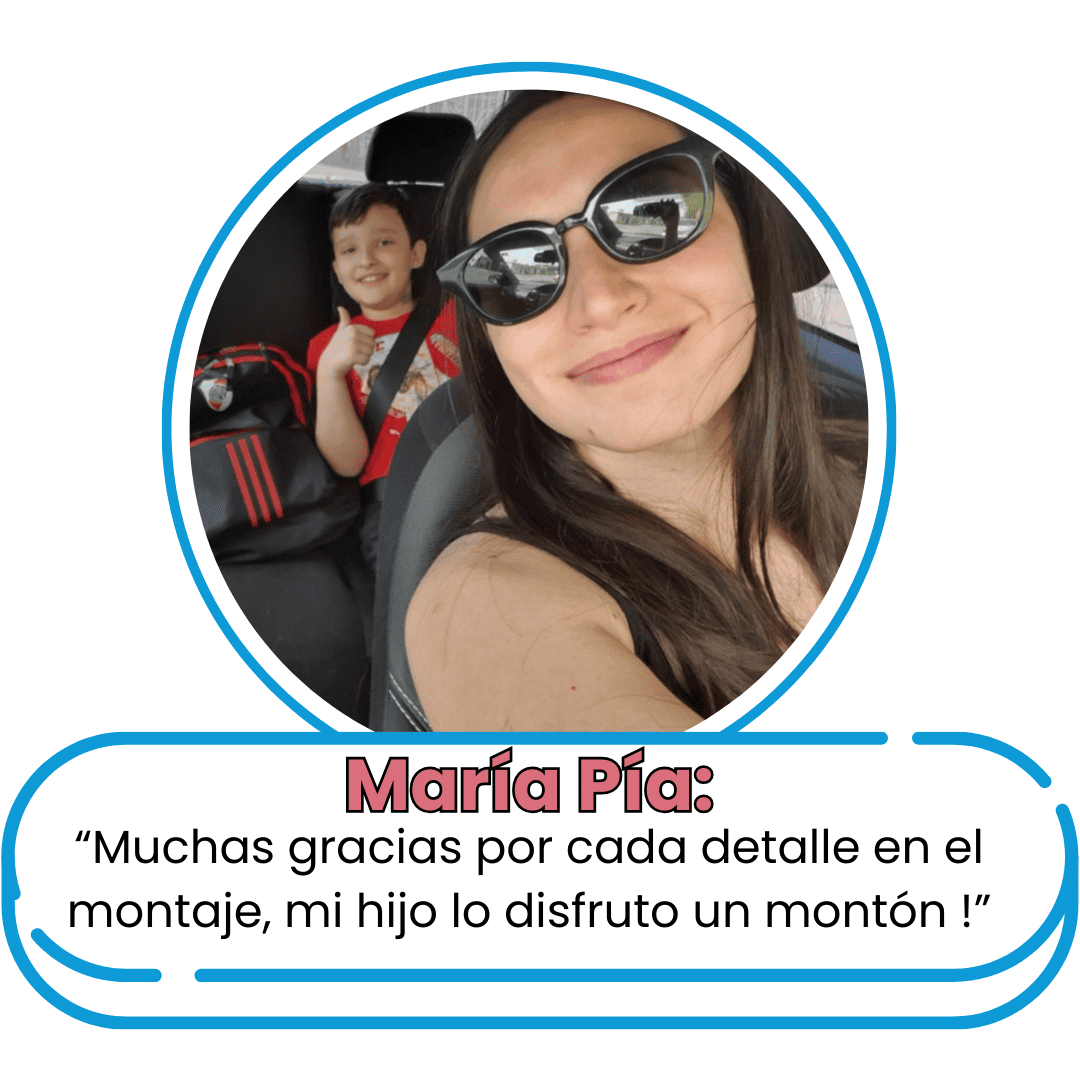 María Pía:
“Muchas gracias por cada detalle en el
montaje, mi hijo lo disfruto un montón !”